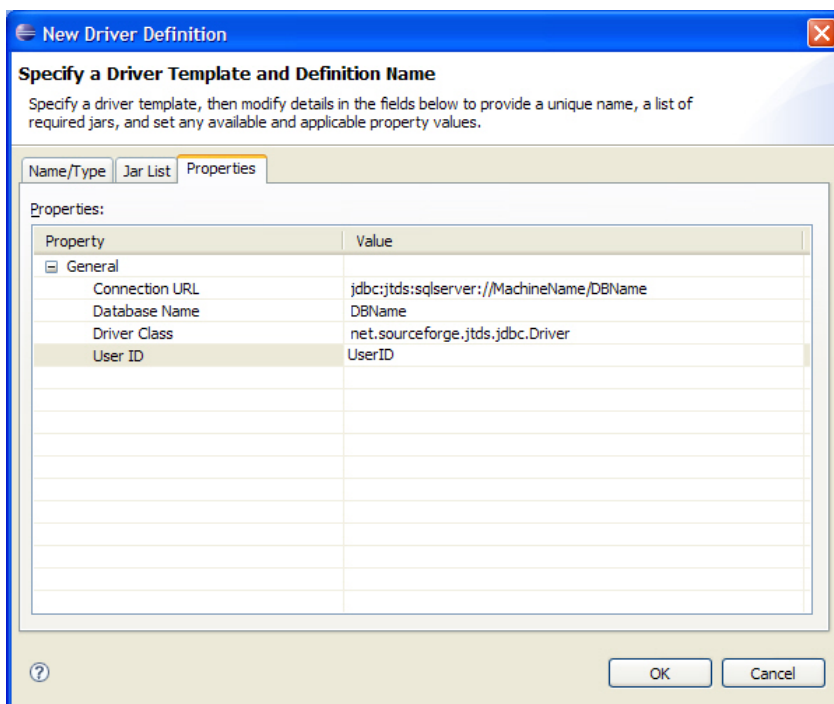 New Driver Definition
Specify a Driver Template and Definition Name
Specify a driver template, then modify details in the fields below to provide a unique name, a list of
required jars, and set any available and applicable property values.
Name/Type Jar List Properties
Properties:
Property Value
General
Connection URL jdbc:jtds:sqlserver://MachineName/DBName
Database Name DBName
Driver Class net.sourceforge.jtds.jdbc.Driver
User ID UserID
? OK Cancel